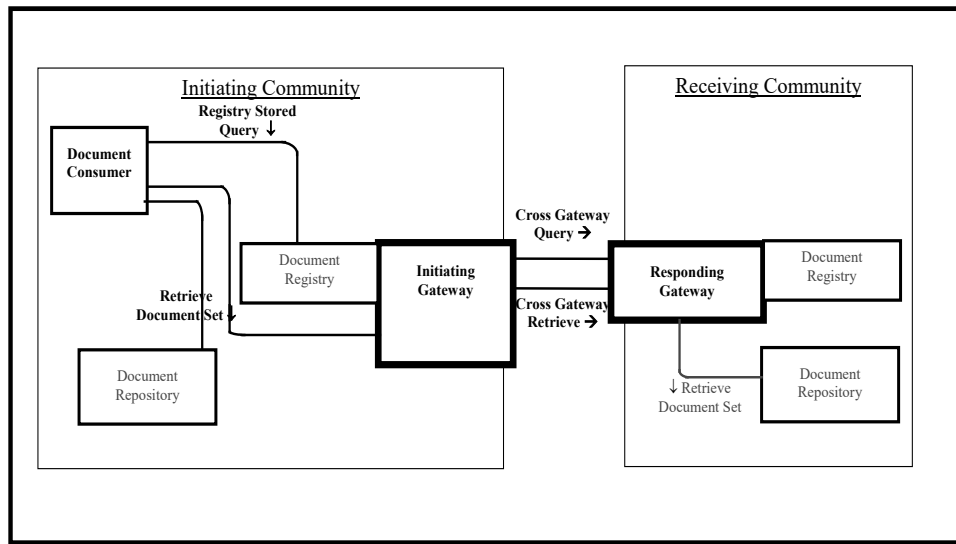 Initiating Community
Receiving Community
Registry Stored
Query ↓
Document
Consumer
Cross Gateway
Query →
Document
Registry
Initiating
Gateway
Responding
Gateway
Document
Registry
Retrieve
Document Set ↓
Cross Gateway
Retrieve →
Document
Repository
↓ Retrieve
Document Set
Document
Repository